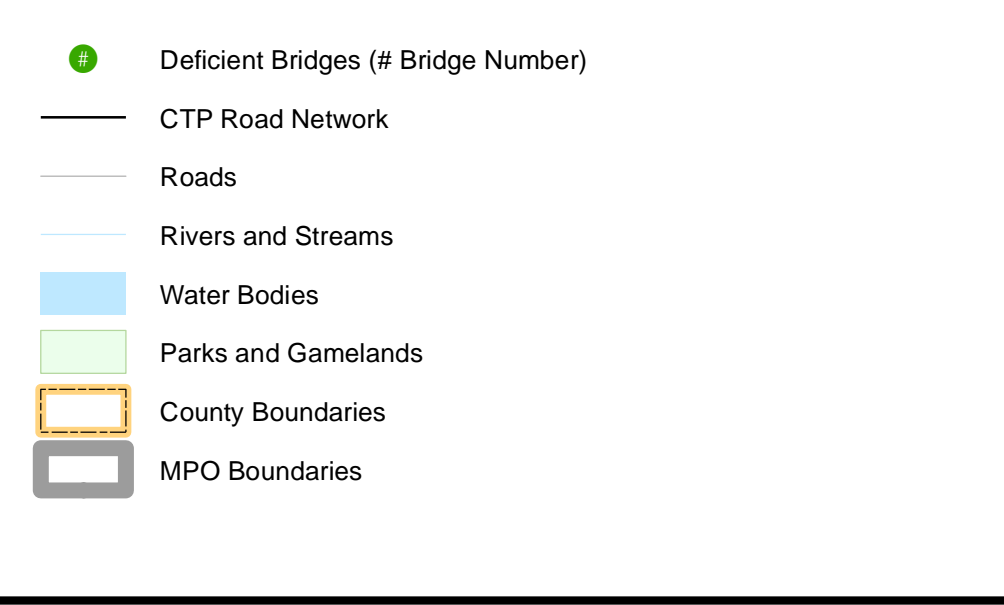 # Deficient Bridges (# Bridge Number)
CTP Road Network
Roads
Rivers and Streams
Water Bodies
Parks and Gamelands
County Boundaries
MPO Boundaries